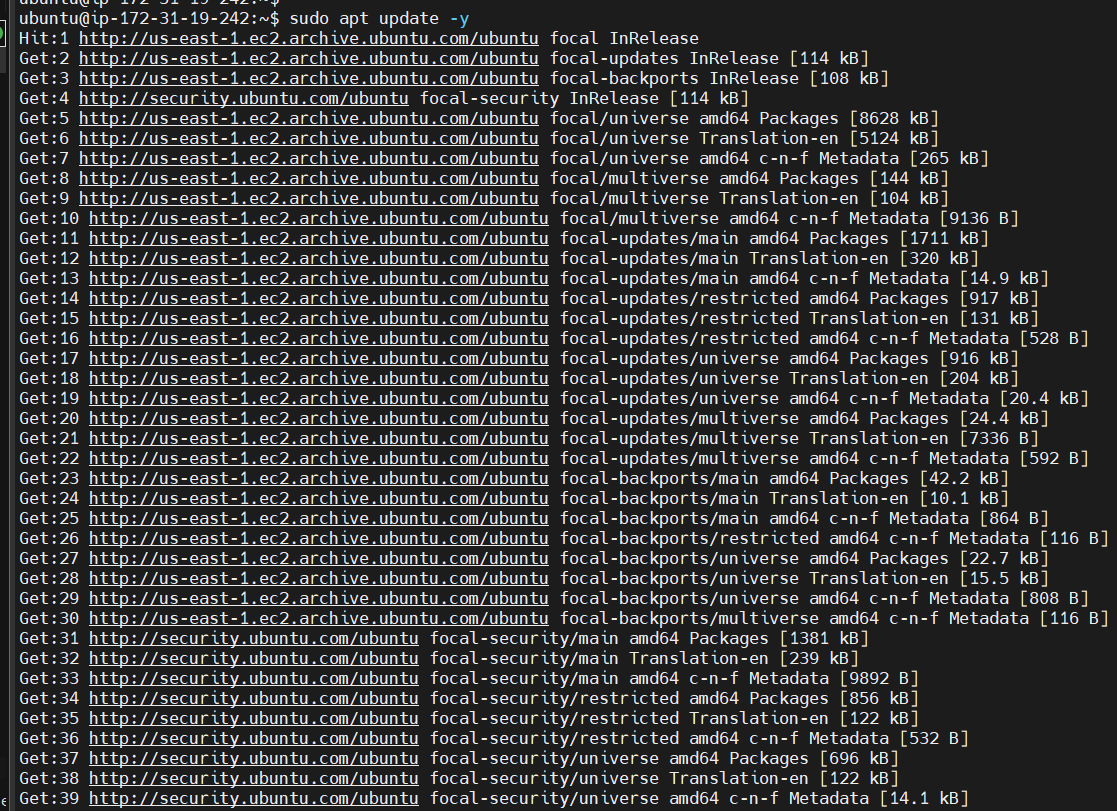 ubuntu@ip-172-31-19-242:~$
ubuntu@ip-172-31-19-242:~$ sudo apt update -y
Hit:1 http://us-east-1.ec2.archive.ubuntu.com/ubuntu focal InRelease
Get:2 http://us-east-1.ec2.archive.ubuntu.com/ubuntu focal-updates InRelease [114 kB]
Get:3 http://us-east-1.ec2.archive.ubuntu.com/ubuntu focal-backports InRelease [108 kB]
Get:4 http://security.ubuntu.com/ubuntu focal-security InRelease [114 kB]
Get:5 http://us-east-1.ec2.archive.ubuntu.com/ubuntu focal/universe amd64 Packages [8628 kB]
Get:6 http://us-east-1.ec2.archive.ubuntu.com/ubuntu focal/universe Translation-en [5124 kB]
Get:7 http://us-east-1.ec2.archive.ubuntu.com/ubuntu focal/universe amd64 c-n-f Metadata [265 kB]
Get:8 http://us-east-1.ec2.archive.ubuntu.com/ubuntu focal/multiverse amd64 Packages [144 kB]
Get:9 http://us-east-1.ec2.archive.ubuntu.com/ubuntu focal/multiverse Translation-en [104 kB]
Get:10 http://us-east-1.ec2.archive.ubuntu.com/ubuntu focal/multiverse amd64 c-n-f Metadata [9136 B]
Get:11 http://us-east-1.ec2.archive.ubuntu.com/ubuntu focal-updates/main amd64 Packages [1711 kB]
Get:12 http://us-east-1.ec2.archive.ubuntu.com/ubuntu focal-updates/main Translation-en [320 kB]
Get:13 http://us-east-1.ec2.archive.ubuntu.com/ubuntu focal-updates/main amd64 c-n-f Metadata [14.9 kB]
Get:14 http://us-east-1.ec2.archive.ubuntu.com/ubuntu focal-updates/restricted amd64 Packages [917 kB]
Get:15 http://us-east-1.ec2.archive.ubuntu.com/ubuntu focal-updates/restricted Translation-en [131 kB]
Get:16 http://us-east-1.ec2.archive.ubuntu.com/ubuntu focal-updates/restricted amd64 c-n-f Metadata [528 B]
Get:17 http://us-east-1.ec2.archive.ubuntu.com/ubuntu focal-updates/universe amd64 Packages [916 kB]
Get:18 http://us-east-1.ec2.archive.ubuntu.com/ubuntu focal-updates/universe Translation-en [204 kB]
Get:19 http://us-east-1.ec2.archive.ubuntu.com/ubuntu focal-updates/universe amd64 c-n-f Metadata [20.4 kB]
Get:20 http://us-east-1.ec2.archive.ubuntu.com/ubuntu focal-updates/multiverse amd64 Packages [24.4 kB]
Get:21 http://us-east-1.ec2.archive.ubuntu.com/ubuntu focal-updates/multiverse Translation-en [7336 B]
Get:22 http://us-east-1.ec2.archive.ubuntu.com/ubuntu focal-updates/multiverse amd64 c-n-f Metadata [592 B]
Get:23 http://us-east-1.ec2.archive.ubuntu.com/ubuntu focal-backports/main amd64 Packages [42.2 kB]
Get:24 http://us-east-1.ec2.archive.ubuntu.com/ubuntu focal-backports/main Translation-en [10.1 kB]
Get:25 http://us-east-1.ec2.archive.ubuntu.com/ubuntu focal-backports/main amd64 c-n-f Metadata [864 B]
Get:26 http://us-east-1.ec2.archive.ubuntu.com/ubuntu focal-backports/restricted amd64 c-n-f Metadata [116 B]
Get:27 http://us-east-1.ec2.archive.ubuntu.com/ubuntu focal-backports/universe amd64 Packages [22.7 kB]
Get:28 http://us-east-1.ec2.archive.ubuntu.com/ubuntu focal-backports/universe Translation-en [15.5 kB]
Get:29 http://us-east-1.ec2.archive.ubuntu.com/ubuntu focal-backports/universe amd64 c-n-f Metadata [808 B]
Get:30 http://us-east-1.ec2.archive.ubuntu.com/ubuntu focal-backports/multiverse amd64 c-n-f Metadata [116 B]
Get:31 http://security.ubuntu.com/ubuntu focal-security/main amd64 Packages [1381 kB]
Get:32 http://security.ubuntu.com/ubuntu focal-security/main Translation-en [239 kB]
Get:33 http://security.ubuntu.com/ubuntu focal-security/main amd64 c-n-f Metadata [9892 B]
Get:34 http://security.ubuntu.com/ubuntu focal-security/restricted amd64 Packages [856 kB]
Get:35 http://security.ubuntu.com/ubuntu focal-security/restricted Translation-en [122 kB]
Get:36 http://security.ubuntu.com/ubuntu focal-security/restricted amd64 c-n-f Metadata [532 B]
Get:37 http://security.ubuntu.com/ubuntu focal-security/universe amd64 Packages [696 kB]
Get:38 http://security.ubuntu.com/ubuntu focal-security/universe Translation-en [122 kB]
Get:39 http://security.ubuntu.com/ubuntu focal-security/universe amd64 c-n-f Metadata [14.1 kB]